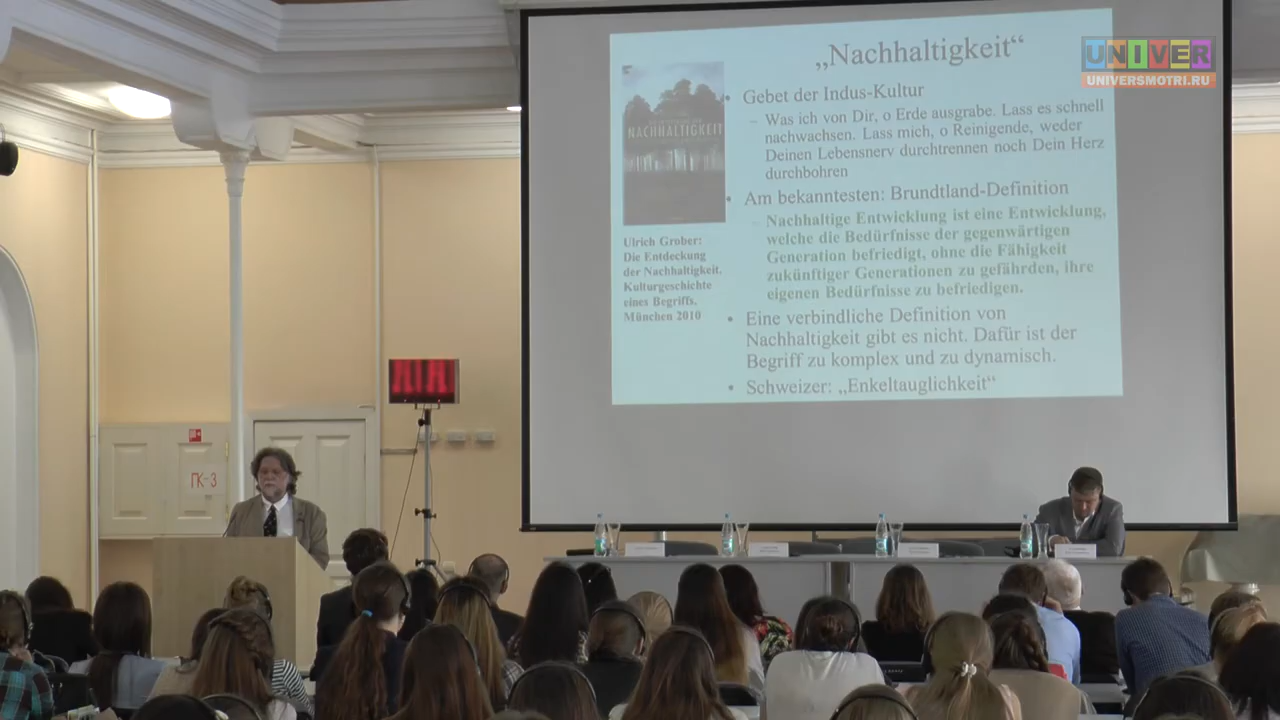 UNIVER
UNIVERSMOTRI.RU
„Nachhaltigkeit“
NACHHALTIGKEIT
Ulrich Grober:
Die Entdeckung
der Nachhaltigkeit.
Kulturgeschichte
eines Begriffs.
München 2010
• Gebet der Indus-Kultur
– Was ich von Dir, o Erde ausgrabe. Lass es schnell
nachwachsen. Lass mich, o Reinigende, weder
Deinen Lebensnerv durchtrennen noch Dein Herz
durchbohren
• Am bekanntesten: Brundtland-Definition
– Nachhaltige Entwicklung ist eine Entwicklung,
welche die Bedürfnisse der gegenwärtigen
Generation befriedigt, ohne die Fähigkeit
zukünftiger Generationen zu gefährden, ihre
eigenen Bedürfnisse zu befriedigen.
• Eine verbindliche Definition von
Nachhaltigkeit gibt es nicht. Dafür ist der
Begriff zu komplex und zu dynamisch.
• Schweizer: „Enkeltauglichkeit“
ПК-3